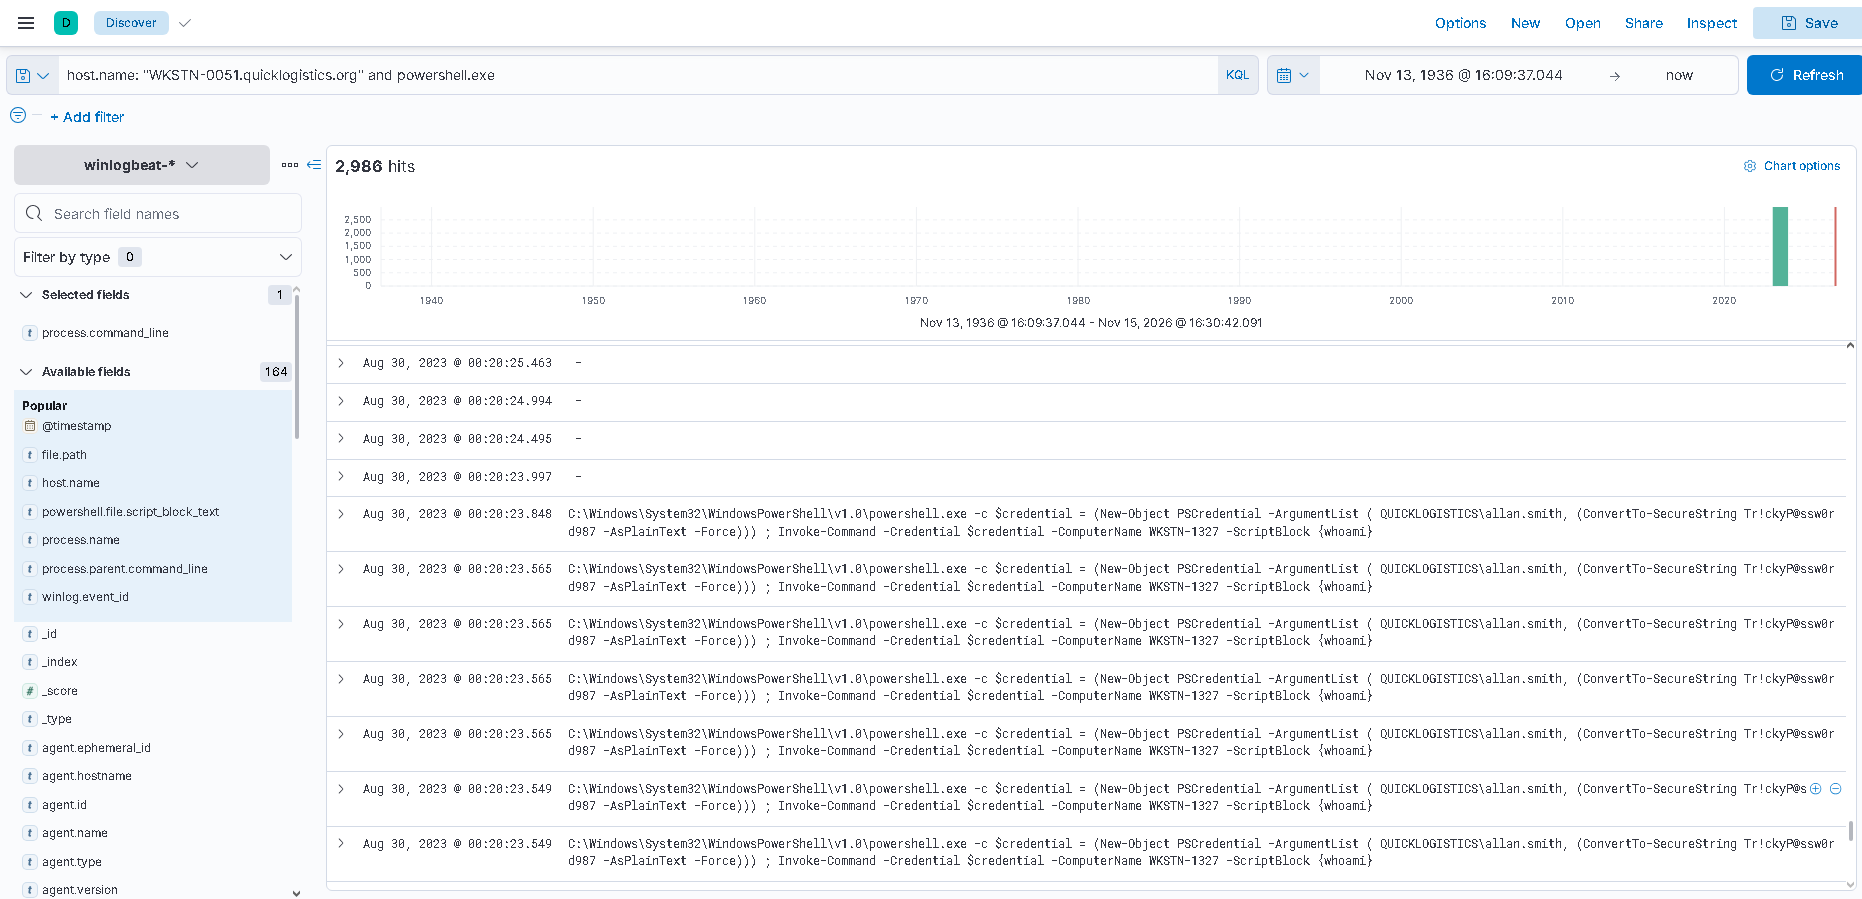 D Discover Options New Open Share Inspect Save
host.name: "WKSTN-0051.quicklogistics.org" and powershell.exe KQL Nov 13, 1936 @ 16:09:37.044 → now Refresh
+ Add filter
winlogbeat-*
Search field names
Filter by type 0
Selected fields 1
t process.command_line
Available fields 164
Popular
@timestamp
t file.path
t host.name
t powershell.file.script_block_text
t process.name
t process.parent.command_line
t winlog.event_id
t _id
t _index
# _score
t _type
t agent.ephemeral_id
t agent.hostname
t agent.id
t agent.name
t agent.type
t agent.version
2,986 hits
Chart options
2,500
2,000
1,500
1,000
500
0
1940 1950 1960 1970 1980 1990 2000 2010 2020
Nov 13, 1936 @ 16:09:37.044 - Nov 15, 2026 @ 16:30:42.091
Aug 30, 2023 @ 00:20:25.463 -
Aug 30, 2023 @ 00:20:24.994 -
Aug 30, 2023 @ 00:20:24.495 -
Aug 30, 2023 @ 00:20:23.997 -
Aug 30, 2023 @ 00:20:23.848 C:\Windows\System32\WindowsPowerShell\v1.0\powershell.exe -c $credential = (New-Object PSCredential -ArgumentList ( QUICKLOGISTICS\allan.smith, (ConvertTo-SecureString Tr!ckyP@ssw0r
d987 -AsPlainText -Force))) ; Invoke-Command -Credential $credential -ComputerName WKSTN-1327 -ScriptBlock {whoami}
Aug 30, 2023 @ 00:20:23.565 C:\Windows\System32\WindowsPowerShell\v1.0\powershell.exe -c $credential = (New-Object PSCredential -ArgumentList ( QUICKLOGISTICS\allan.smith, (ConvertTo-SecureString Tr!ckyP@ssw0r
d987 -AsPlainText -Force))) ; Invoke-Command -Credential $credential -ComputerName WKSTN-1327 -ScriptBlock {whoami}
Aug 30, 2023 @ 00:20:23.565 C:\Windows\System32\WindowsPowerShell\v1.0\powershell.exe -c $credential = (New-Object PSCredential -ArgumentList ( QUICKLOGISTICS\allan.smith, (ConvertTo-SecureString Tr!ckyP@ssw0r
d987 -AsPlainText -Force))) ; Invoke-Command -Credential $credential -ComputerName WKSTN-1327 -ScriptBlock {whoami}
Aug 30, 2023 @ 00:20:23.565 C:\Windows\System32\WindowsPowerShell\v1.0\powershell.exe -c $credential = (New-Object PSCredential -ArgumentList ( QUICKLOGISTICS\allan.smith, (ConvertTo-SecureString Tr!ckyP@ssw0r
d987 -AsPlainText -Force))) ; Invoke-Command -Credential $credential -ComputerName WKSTN-1327 -ScriptBlock {whoami}
Aug 30, 2023 @ 00:20:23.565 C:\Windows\System32\WindowsPowerShell\v1.0\powershell.exe -c $credential = (New-Object PSCredential -ArgumentList ( QUICKLOGISTICS\allan.smith, (ConvertTo-SecureString Tr!ckyP@ssw0r
d987 -AsPlainText -Force))) ; Invoke-Command -Credential $credential -ComputerName WKSTN-1327 -ScriptBlock {whoami}
Aug 30, 2023 @ 00:20:23.549 C:\Windows\System32\WindowsPowerShell\v1.0\powershell.exe -c $credential = (New-Object PSCredential -ArgumentList ( QUICKLOGISTICS\allan.smith, (ConvertTo-SecureString Tr!ckyP@s
d987 -AsPlainText -Force))) ; Invoke-Command -Credential $credential -ComputerName WKSTN-1327 -ScriptBlock {whoami}
Aug 30, 2023 @ 00:20:23.549 C:\Windows\System32\WindowsPowerShell\v1.0\powershell.exe -c $credential = (New-Object PSCredential -ArgumentList ( QUICKLOGISTICS\allan.smith, (ConvertTo-SecureString Tr!ckyP@ssw0r
d987 -AsPlainText -Force))) ; Invoke-Command -Credential $credential -ComputerName WKSTN-1327 -ScriptBlock {whoami}